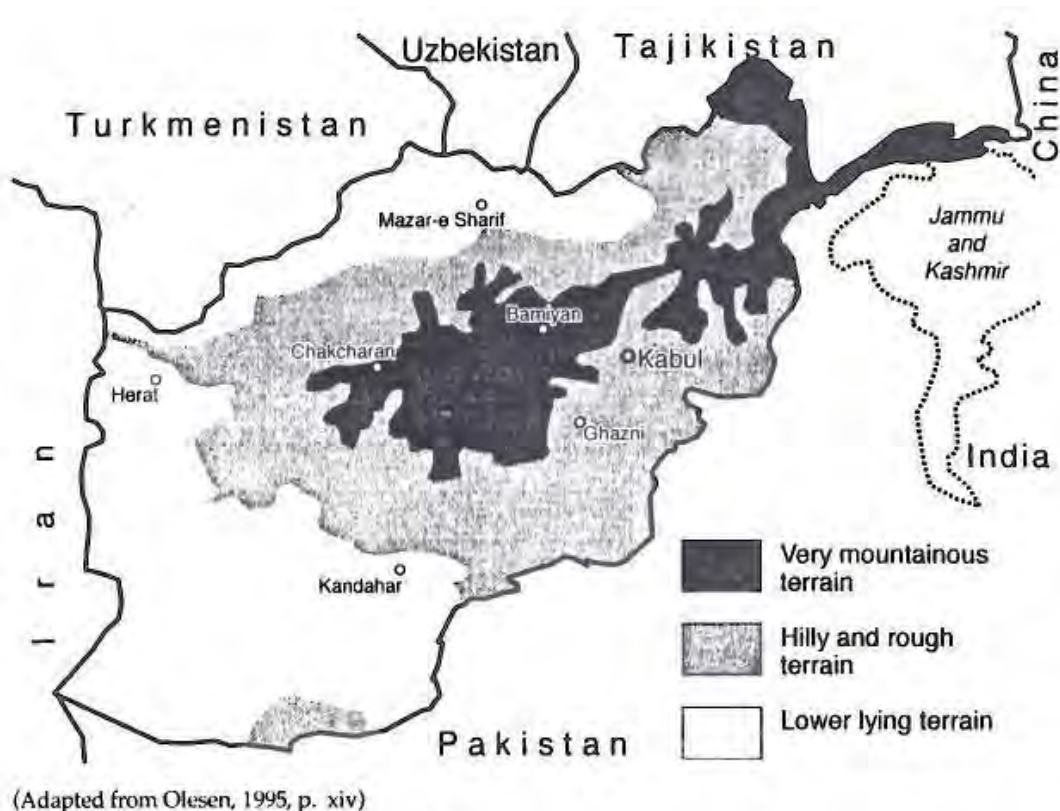 Uzbekistan
Tajikistan
Turkmenistan
China
Mazar-e Sharif
Jammu
and
Kashmir
Bamiyan
Chakcharan
Kabul
Herat
Ghazni
India
Iran
Kandahar
Very mountainous
terrain
Hilly and rough
terrain
Lower lying terrain
Pakistan
(Adapted from Olesen, 1995, p. xiv)